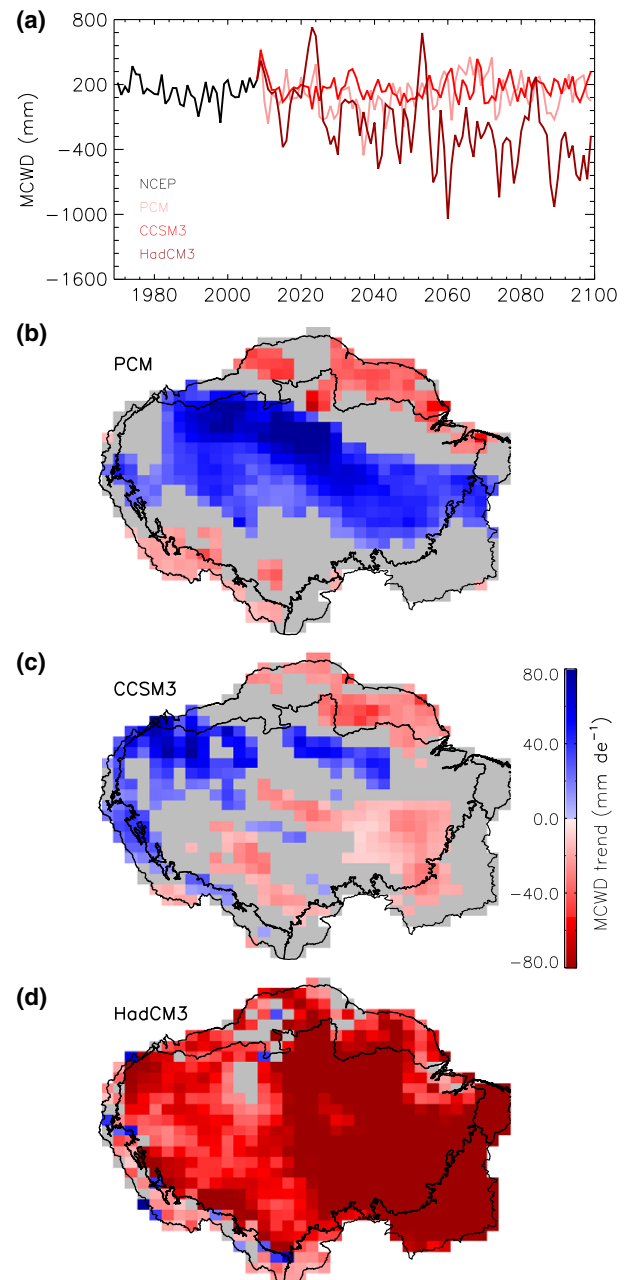 (a)
800
200
−400
−1000
−1600
MCWD (mm)
NCEP
PCM
CCSM3
HadCM3
1980 2000 2020 2040 2060 2080 2100
(b)
PCM
(c)
CCSM3
80.0
40.0
0.0
−40.0
−80.0
MCWD trend (mm de⁻¹)
(d)
HadCM3